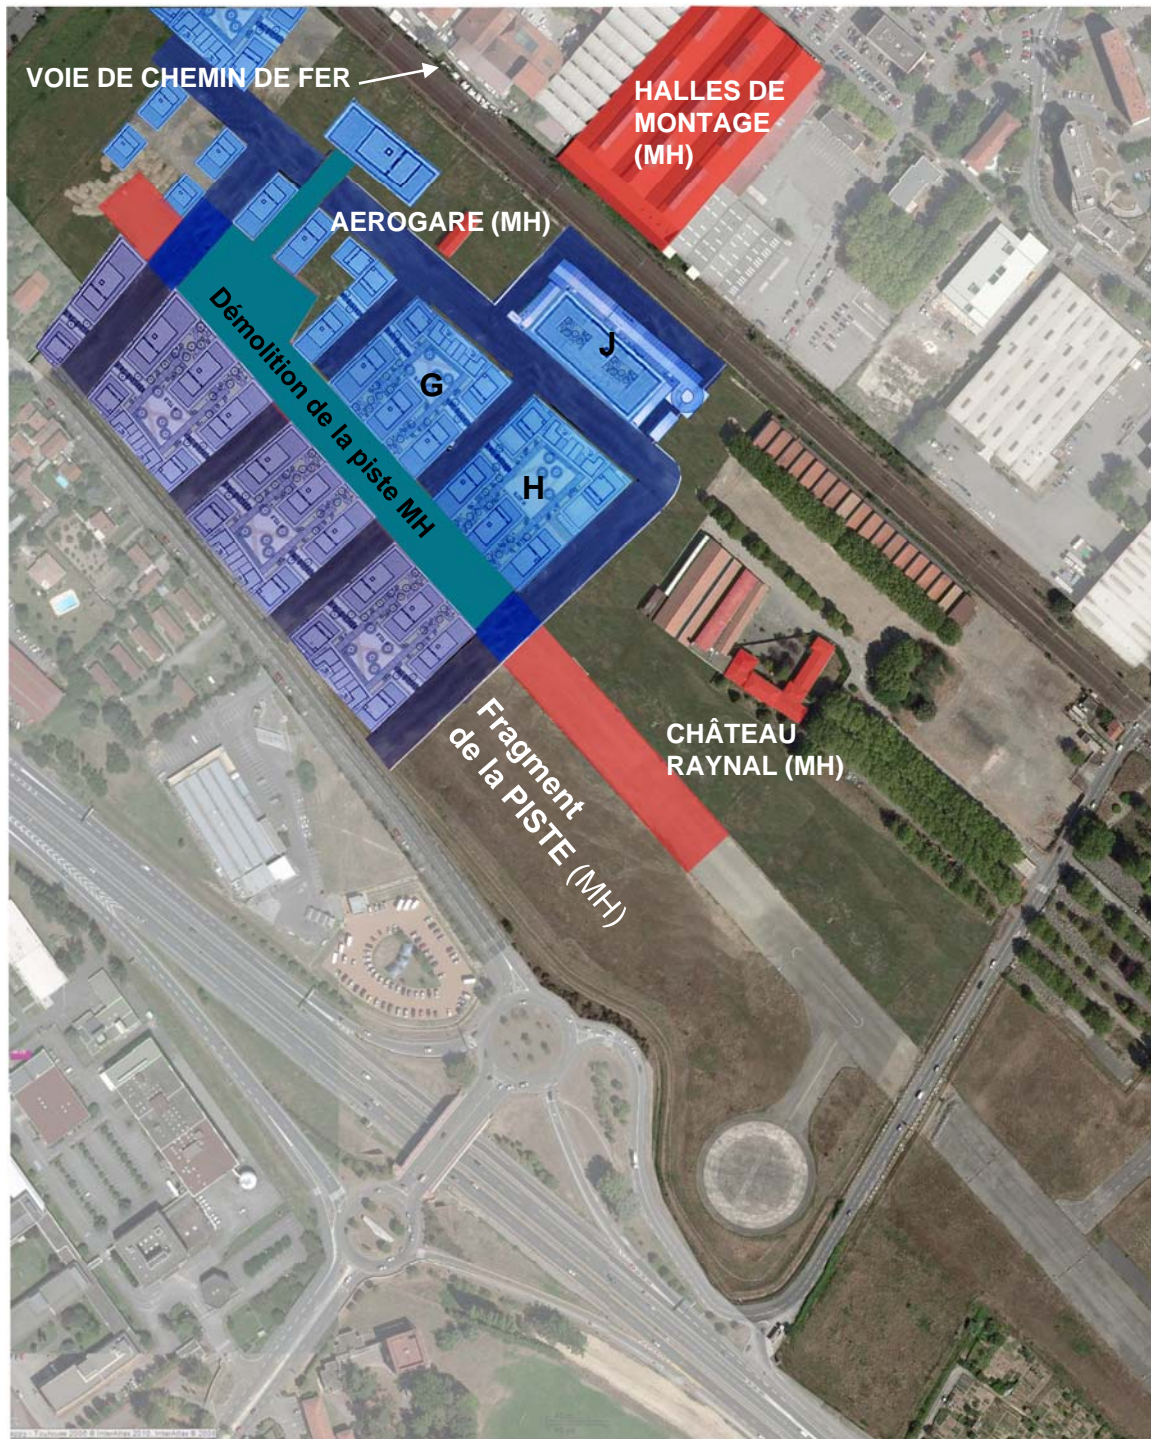 VOIE DE CHEMIN DE FER
HALLES DE
MONTAGE
(MH)
AEROGARE (MH)
Démolition de la piste MH
J
G
H
Fragment
de la PISTE (MH)
CHÂTEAU
RAYNAL (MH)